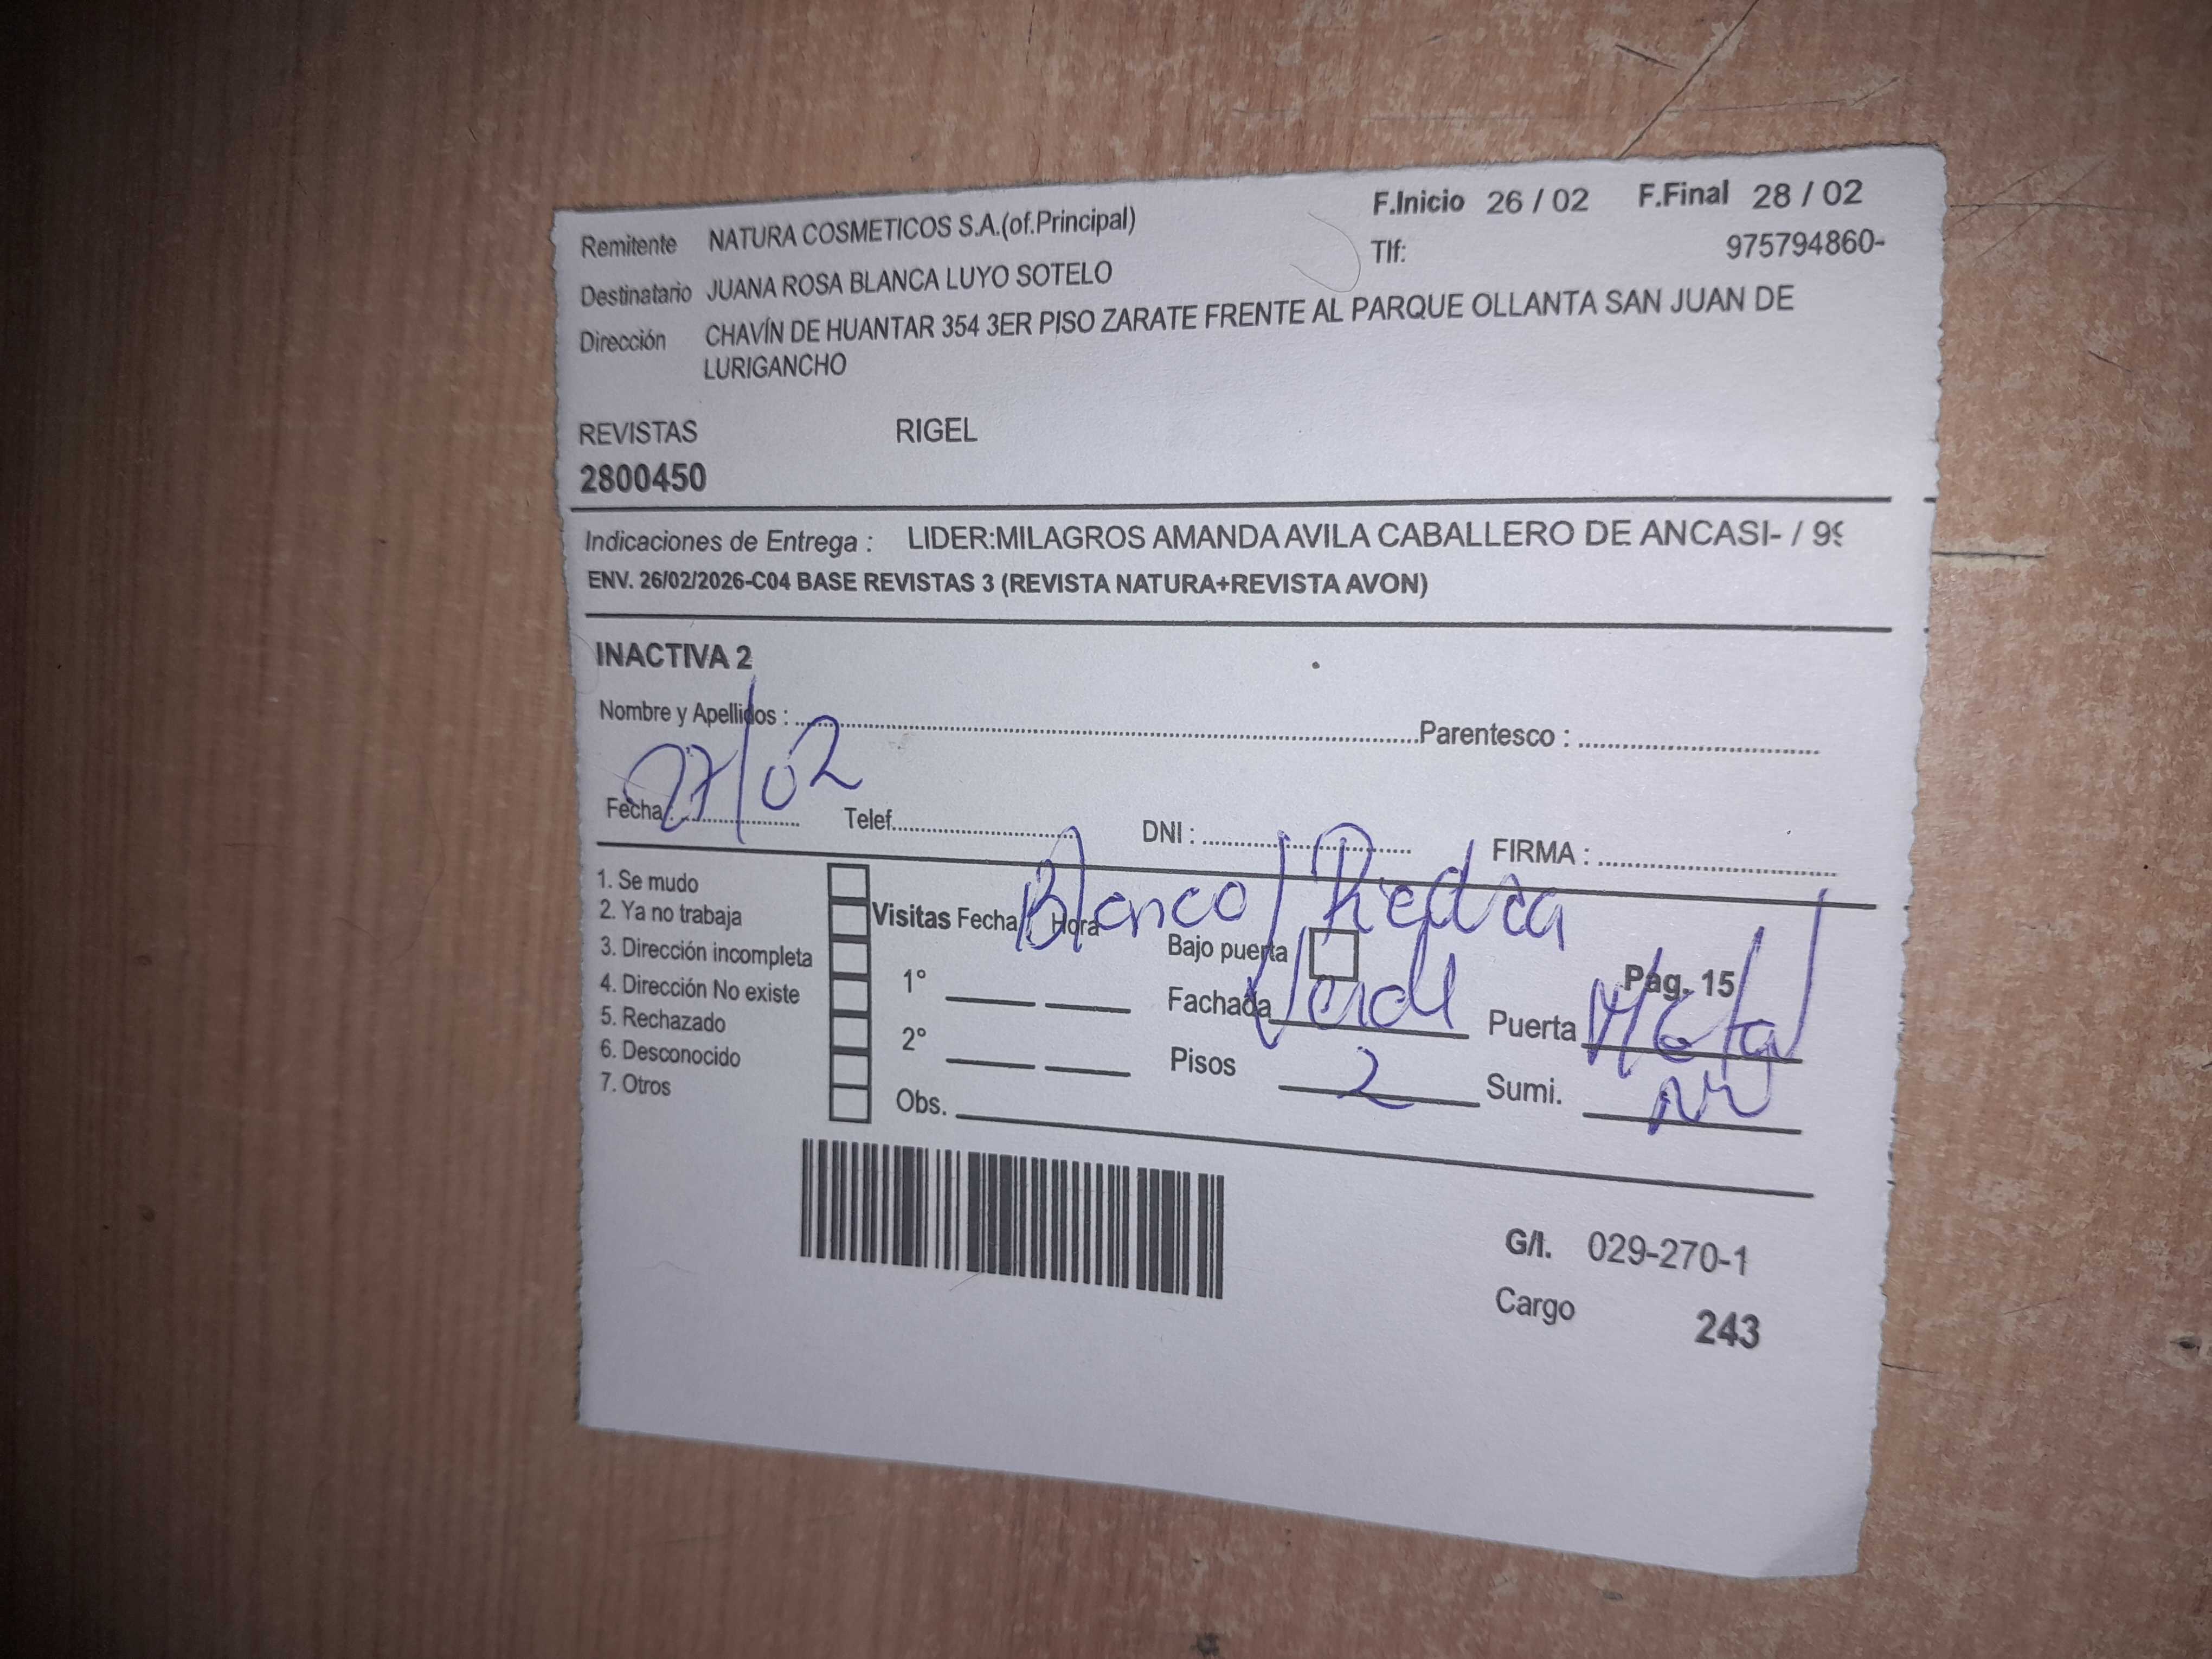 F.Inicio 26 / 02 F.Final 28 / 02
Remitente NATURA COSMETICOS S.A.(of.Principal)
Tlf: 975794860-
Destinatario JUANA ROSA BLANCA LUYO SOTELO
Dirección CHAVÍN DE HUANTAR 354 3ER PISO ZARATE FRENTE AL PARQUE OLLANTA SAN JUAN DE
LURIGANCHO
REVISTAS RIGEL
2800450
Indicaciones de Entrega : LIDER:MILAGROS AMANDA AVILA CABALLERO DE ANCASI- / 99
ENV. 26/02/2026-C04 BASE REVISTAS 3 (REVISTA NATURA+REVISTA AVON)
INACTIVA 2
Nombre y Apellidos : Parentesco :
Fecha : 27/02 Telef. DNI : FIRMA :
Blanco/Piedra
1. Se mudo
2. Ya no trabaja
3. Dirección incompleta
4. Dirección No existe
5. Rechazado
6. Desconocido
7. Otros
Visitas Fecha Hora
1°
2°
Obs.
Bajo puerta
Pág. 15
Fachada Verde Puerta Metal
Pisos 2 Sumi.
G/I. 029-270-1
Cargo 243